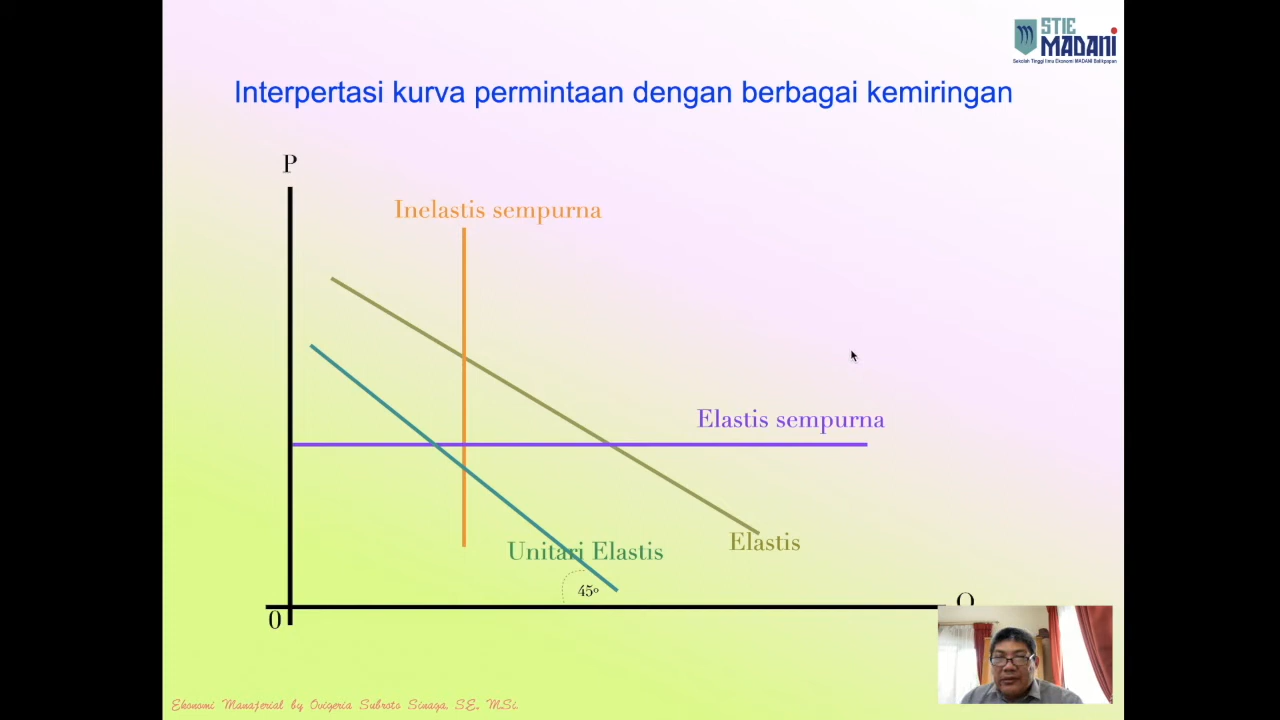 STIE
MADANI
Sekolah Tinggi Ilmu Ekonomi MADANI Balikpapan
Interpertasi kurva permintaan dengan berbagai kemiringan
P
Inelastis sempurna
Elastis sempurna
Elastis
Unitari Elastis
45º
Q
0
Ekonomi Manajerial by Ovigeria Subroto Sinaga, SE, M.Si.